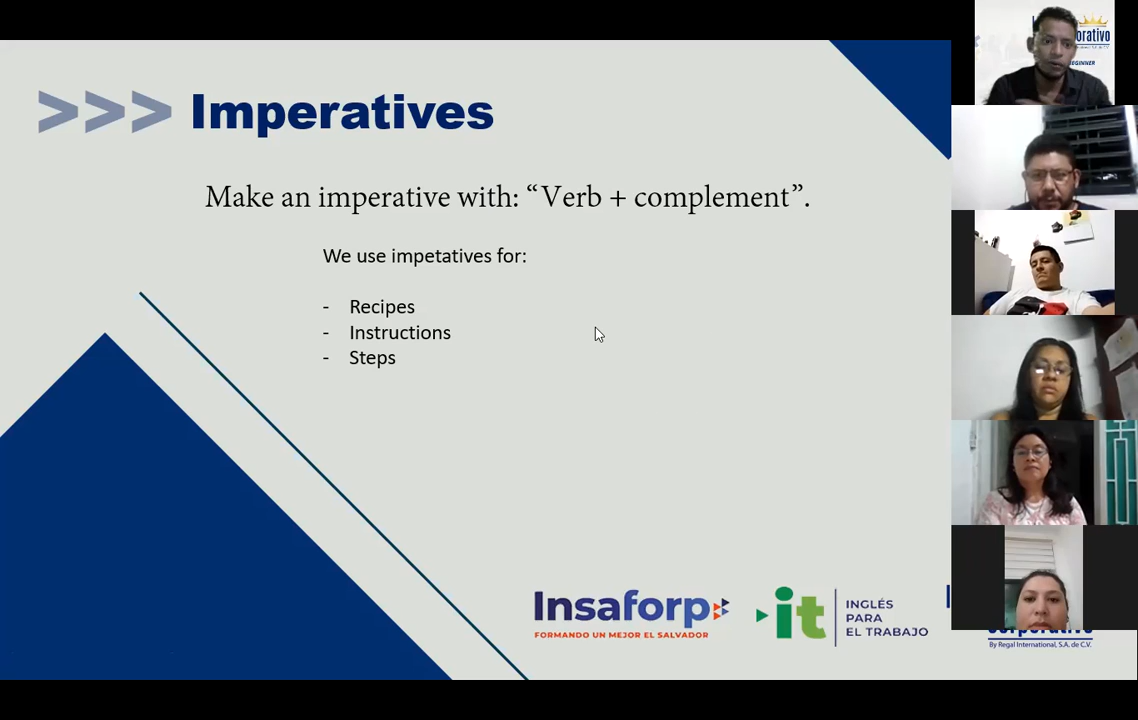 >>> Imperatives
Make an imperative with: “Verb + complement”.
We use impetatives for:
- Recipes
- Instructions
- Steps
Insaforp
FORMANDO UN MEJOR EL SALVADOR
it
INGLÉS
PARA
EL TRABAJO
By Regal International, S.A. de C.V.